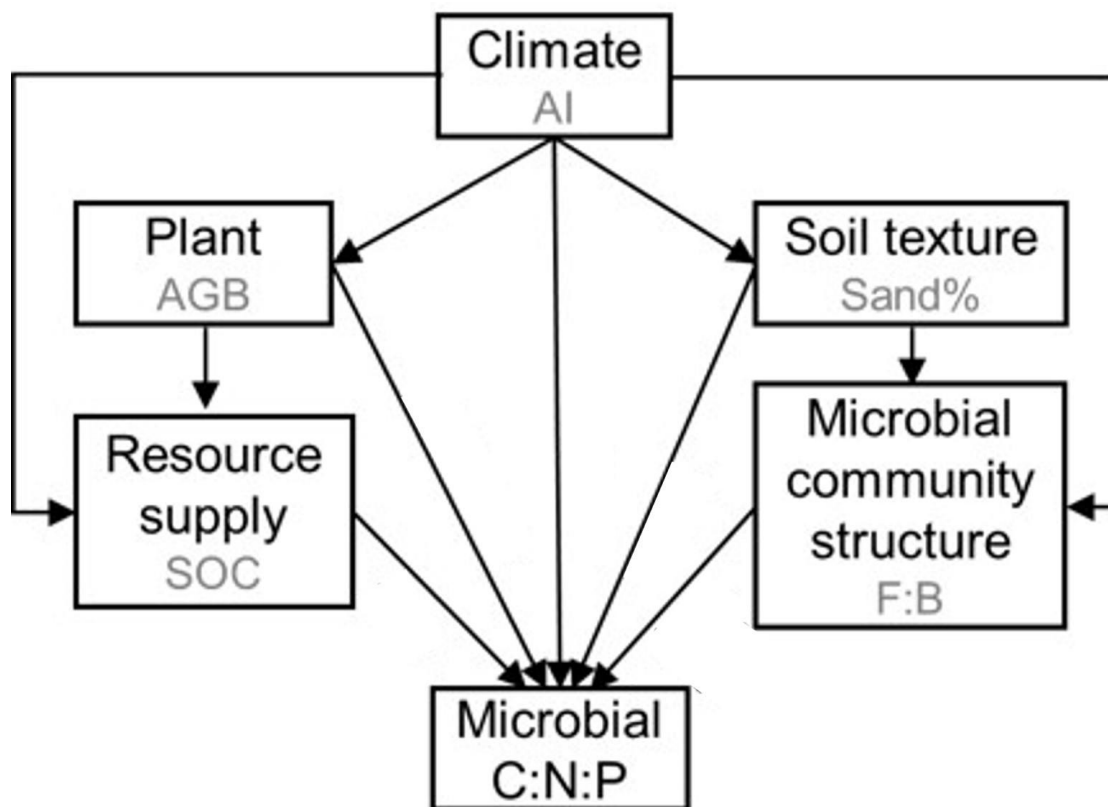 Climate
AI
Plant
AGB
Soil texture
Sand%
Resource
supply
SOC
Microbial
community
structure
F:B
Microbial
C:N:P